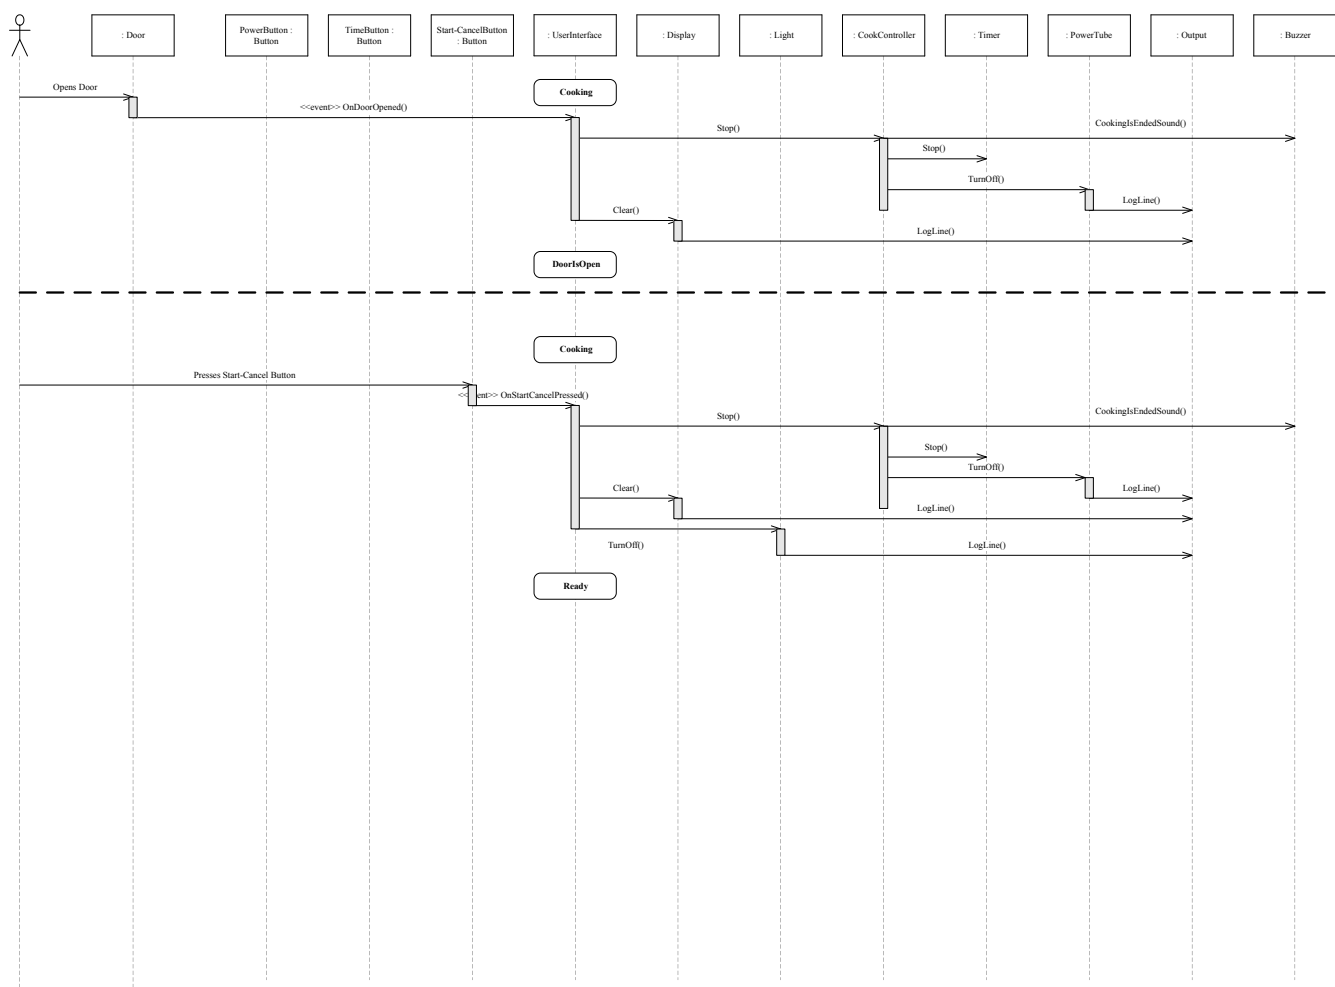 : Door
PowerButton :
Button
TimeButton :
Button
Start-CancelButton
: Button
: UserInterface
: Display
: Light
: CookController
: Timer
: PowerTube
: Output
: Buzzer
Cooking
Opens Door
<<event>> OnDoorOpened()
Stop()
CookingIsEndedSound()
Stop()
TurnOff()
LogLine()
Clear()
LogLine()
DoorIsOpen
Cooking
Presses Start-Cancel Button
OnStartCancelPressed()
Stop()
CookingIsEndedSound()
Stop()
TurnOff()
Clear()
LogLine()
LogLine()
TurnOff()
LogLine()
Ready